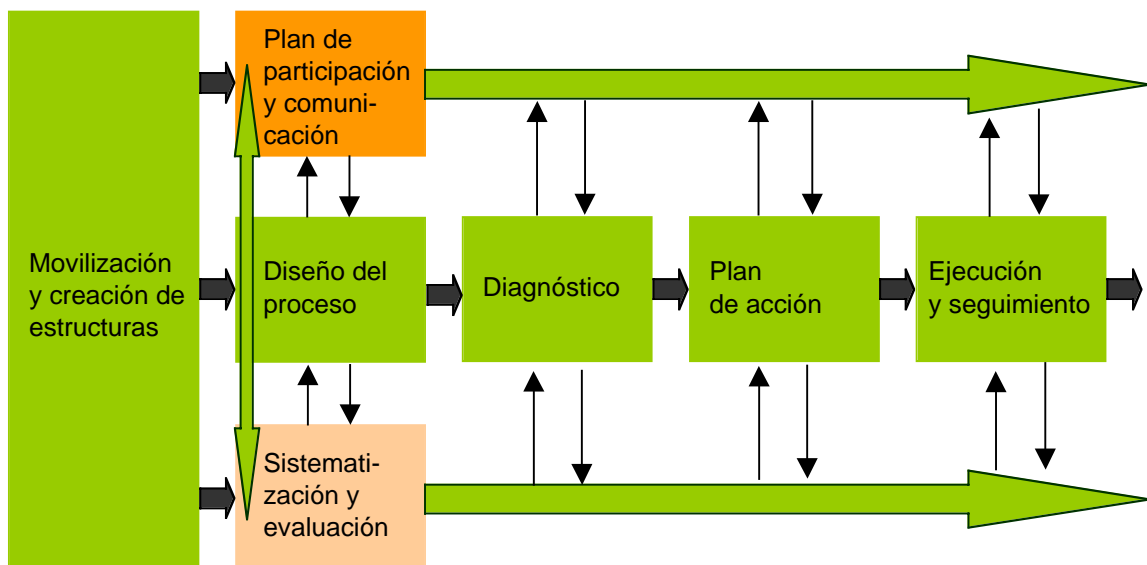 Movilización
y creación de
estructuras
Plan de
participación
y comuni-
cación
Diseño del
proceso
Sistemati-
zación y
evaluación
Diagnóstico
Plan
de acción
Ejecución
y seguimiento